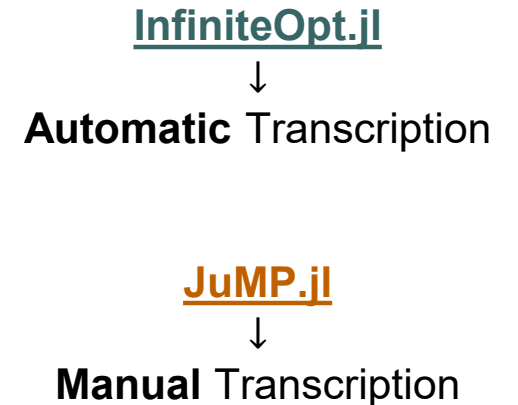 InfiniteOpt.jl
↓
Automatic Transcription
JuMP.jl
↓
Manual Transcription